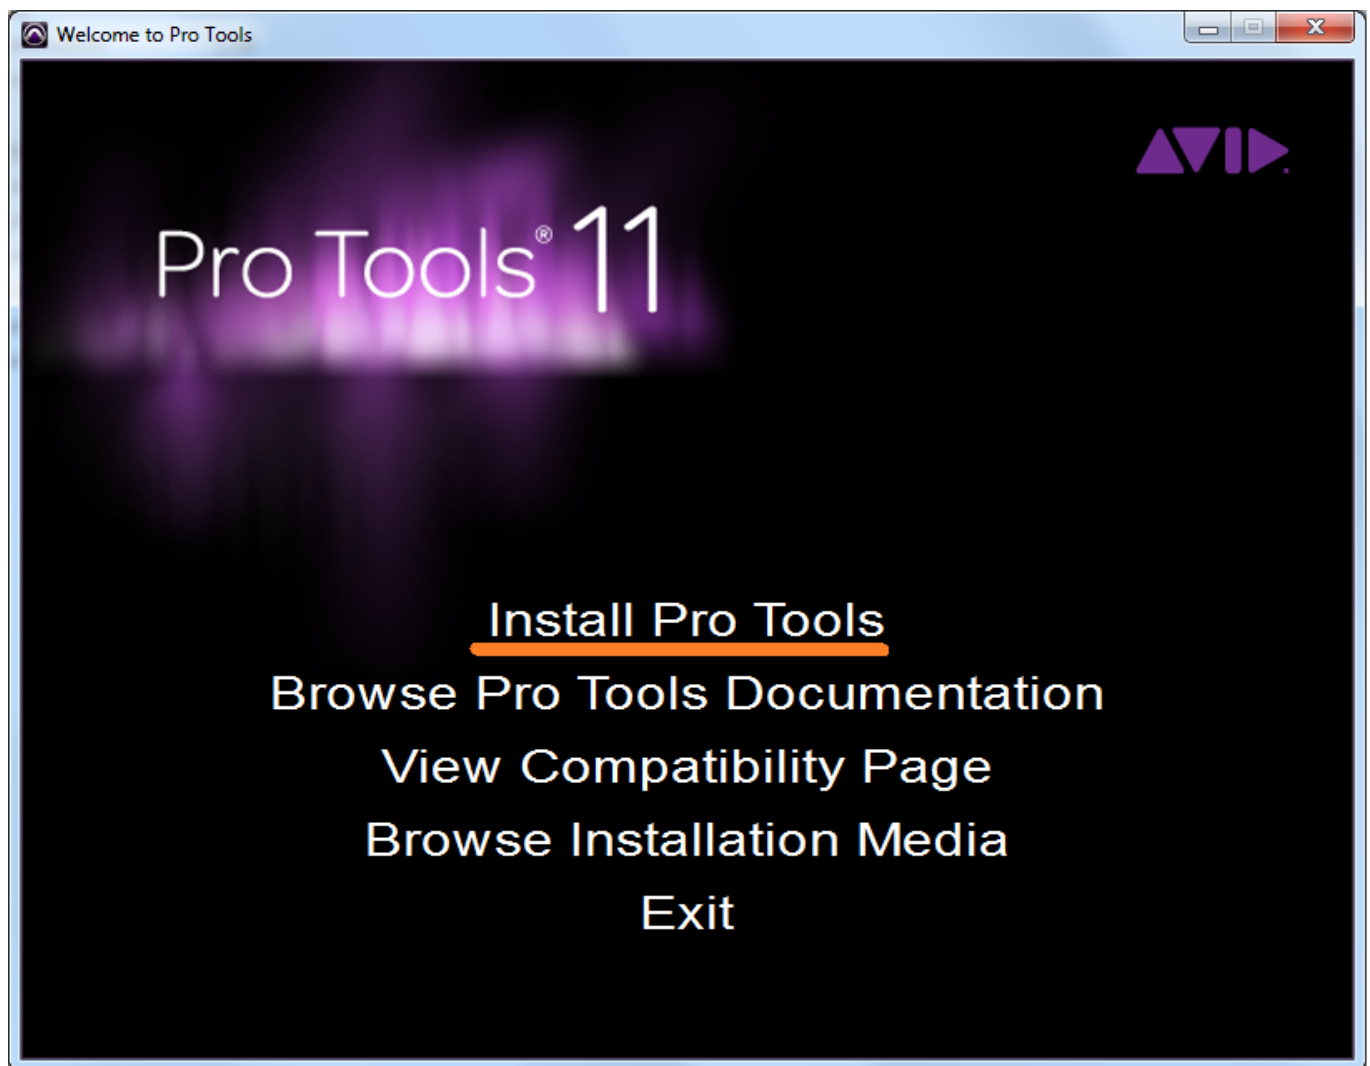 Welcome to Pro Tools
AVID
Pro Tools® 11
Install Pro Tools
Browse Pro Tools Documentation
View Compatibility Page
Browse Installation Media
Exit